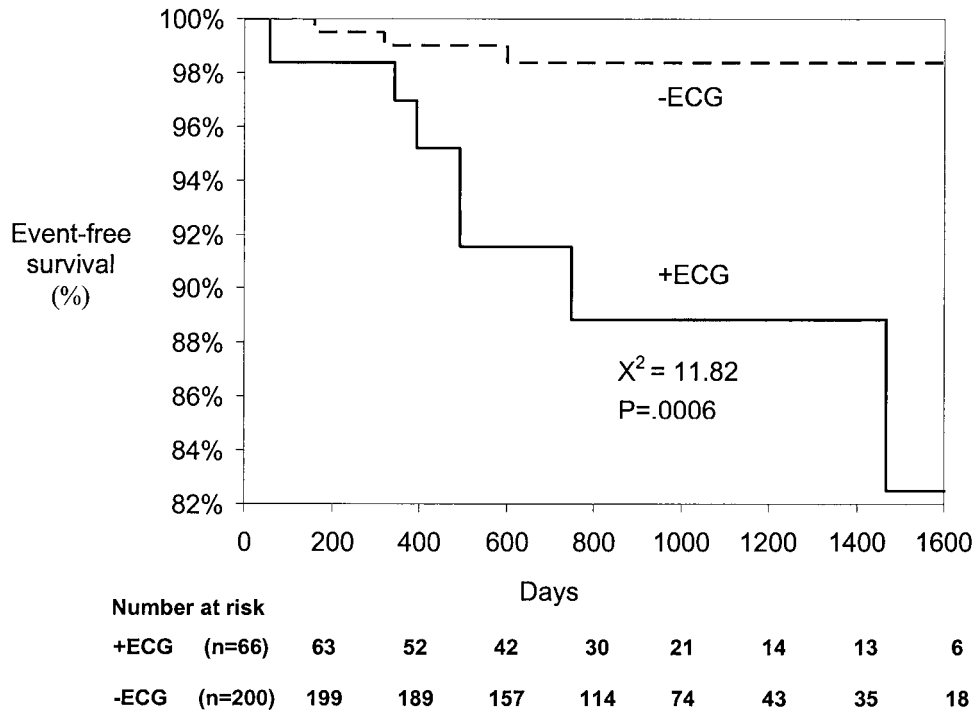 100%
98%
96%
94%
92%
90%
88%
86%
84%
82%
Event-free
survival
(%)
-ECG
+ECG
X² = 11.82
P=.0006
0 200 400 600 800 1000 1200 1400 1600
Days
Number at risk
+ECG (n=66) 63 52 42 30 21 14 13 6
-ECG (n=200) 199 189 157 114 74 43 35 18